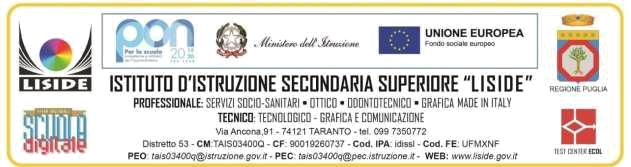 LISIDE
SCUOLA
digitale
pon
Per la scuola
20
Ministero dell'Istruzione
UNIONE EUROPEA
Fondo sociale europeo
REGIONE PUGLIA
TEST CENTER ECDL
ISTITUTO D'ISTRUZIONE SECONDARIA SUPERIORE "LISIDE"
PROFESSIONALE: SERVIZI SOCIO-SANITARI • OTTICO • ODONTOTECNICO • GRAFICA MADE IN ITALY
TECNICO: TECNOLOGICO - GRAFICA E COMUNICAZIONE
Via Ancona,91 - 74121 TARANTO - tel. 099 7350772
Distretto 53 - CM:TAIS03400Q - CF: 90019260737 - Cod. IPA: idissl - Cod. FE: UFMXNF
PEO: tais03400q@istruzione.gov.it - PEC: tais03400q@pec.istruzione.gov.it - WEB: www.liside.gov.it